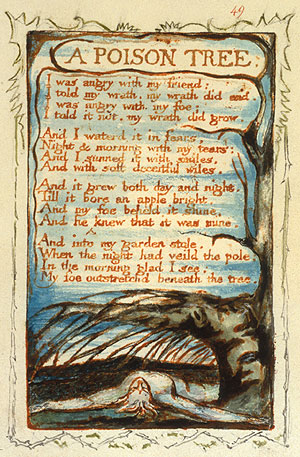 49
A POISON TREE.
I was angry with my friend;
I told my wrath, my wrath did end
I was angry with my foe:
I told it not, my wrath did grow.
And I waterd it in fears,
Night & morning with my tears:
And I sunned it with smiles,
And with soft deceitful wiles.
And it grew both day and night.
Till it bore an apple bright.
And my foe beheld it shine,
And he knew that it was mine.
And into my garden stole.
When the night had veild the pole
In the morning glad I see,
My foe outstretchd beneath the tree.